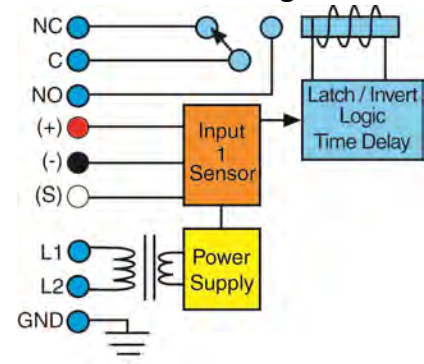 NC
C
NO
(+)
(-)
(S)
L1
L2
GND
Input
1
Sensor
Power
Supply
Latch / Invert
Logic
Time Delay